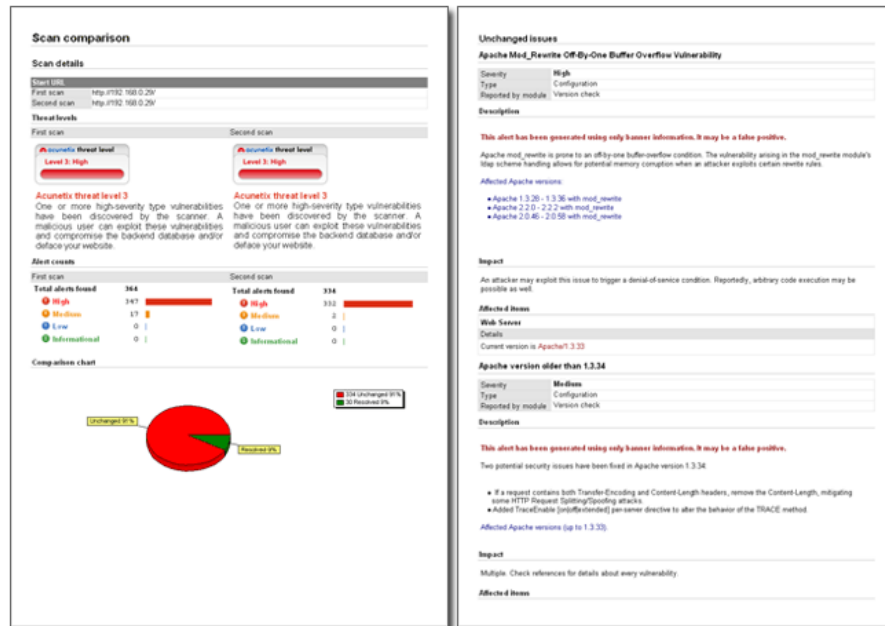 Scan comparison
Scan details
Start URL
First scan http://192.168.0.29/
Second scan http://192.168.0.29/
Threat levels
First scan Second scan
acunetix threat level
Level 3: High
acunetix threat level
Level 3: High
Acunetix threat level 3
One or more high-severity type vulnerabilities
have been discovered by the scanner. A
malicious user can exploit these vulnerabilities
and compromise the backend database and/or
deface your website.
Acunetix threat level 3
One or more high-severity type vulnerabilities
have been discovered by the scanner. A
malicious user can exploit these vulnerabilities
and compromise the backend database and/or
deface your website.
Alert counts
First scan Second scan
Total alerts found 364
High 347
Medium 17
Low 0
Informational 0
Total alerts found 334
High 332
Medium 2
Low 0
Informational 0
Comparison chart
334 Unchanged 91%
30 Resolved 9%
Unchanged 91%
Resolved 9%
Unchanged issues
Apache Mod_Rewrite Off-By-One Buffer Overflow Vulnerability
Severity High
Type Configuration
Reported by module Version check
Description
This alert has been generated using only banner information. It may be a false positive.
Apache mod_rewrite is prone to an off-by-one buffer-overflow condition. The vulnerability arising in the mod_rewrite module's
ldap scheme handling allows for potential memory corruption when an attacker exploits certain rewrite rules.
Affected Apache versions:
• Apache 1.3.28 - 1.3.36 with mod_rewrite
• Apache 2.2.0 - 2.2.2 with mod_rewrite
• Apache 2.0.46 - 2.0.58 with mod_rewrite
Impact
An attacker may exploit this issue to trigger a denial-of-service condition. Reportedly, arbitrary code execution may be
possible as well.
Affected items
Web Server
Details
Current version is Apache/1.3.33
Apache version older than 1.3.34
Severity Medium
Type Configuration
Reported by module Version check
Description
This alert has been generated using only banner information. It may be a false positive.
Two potential security issues have been fixed in Apache version 1.3.34:
• If a request contains both Transfer-Encoding and Content-Length headers, remove the Content-Length, mitigating
some HTTP Request Splitting/Spoofing attacks.
• Added TraceEnable [on|off|extended] per-server directive to alter the behavior of the TRACE method.
Affected Apache versions (up to 1.3.33).
Impact
Multiple. Check references for details about every vulnerability.
Affected items